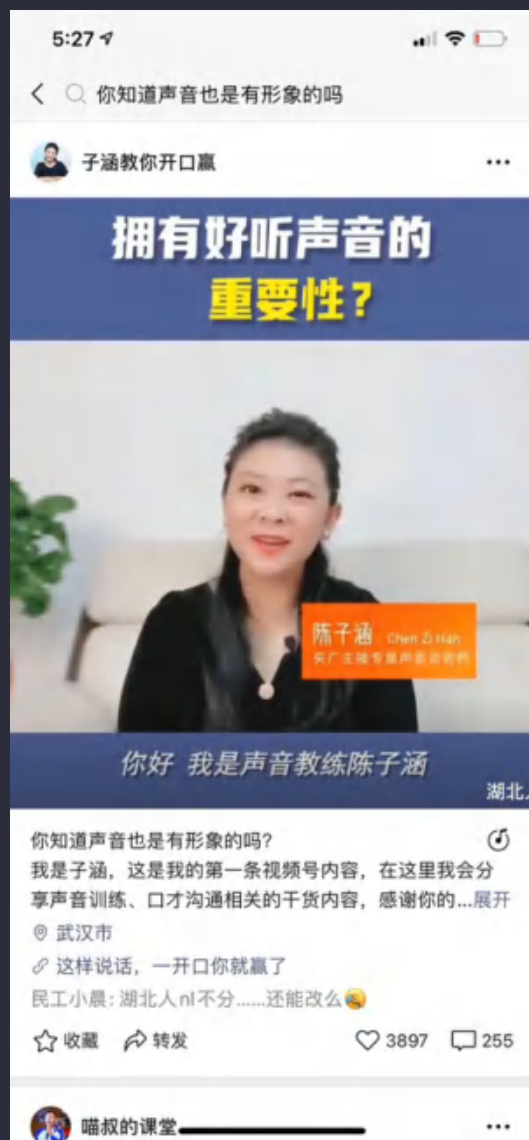 5:27
你知道声音也是有形象的吗
子涵教你开口赢
拥有好听声音的
重要性？
陈子涵 Chen Zi Han
你好 我是声音教练陈子涵
湖北人
你知道声音也是有形象的吗?
我是子涵，这是我的第一条视频号内容，在这里我会分
享声音训练、口才沟通相关的干货内容，感谢你的...展开
武汉市
这样说话，一开口你就赢了
民工小晨: 湖北人nl不分......还能改么
收藏 转发 3897 255
喵叔的课堂